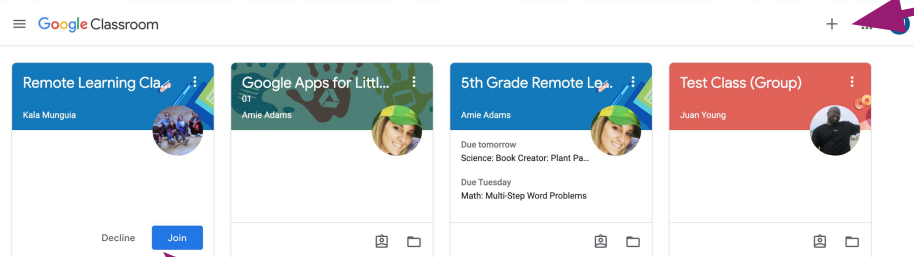 Google Classroom
Remote Learning Cla
Kala Munguia
Decline
Join
Google Apps for Littl...
01
Amie Adams
5th Grade Remote Le...
Amie Adams
Due tomorrow
Science: Book Creator: Plant Pa...
Due Tuesday
Math: Multi-Step Word Problems
Test Class (Group)
Juan Young